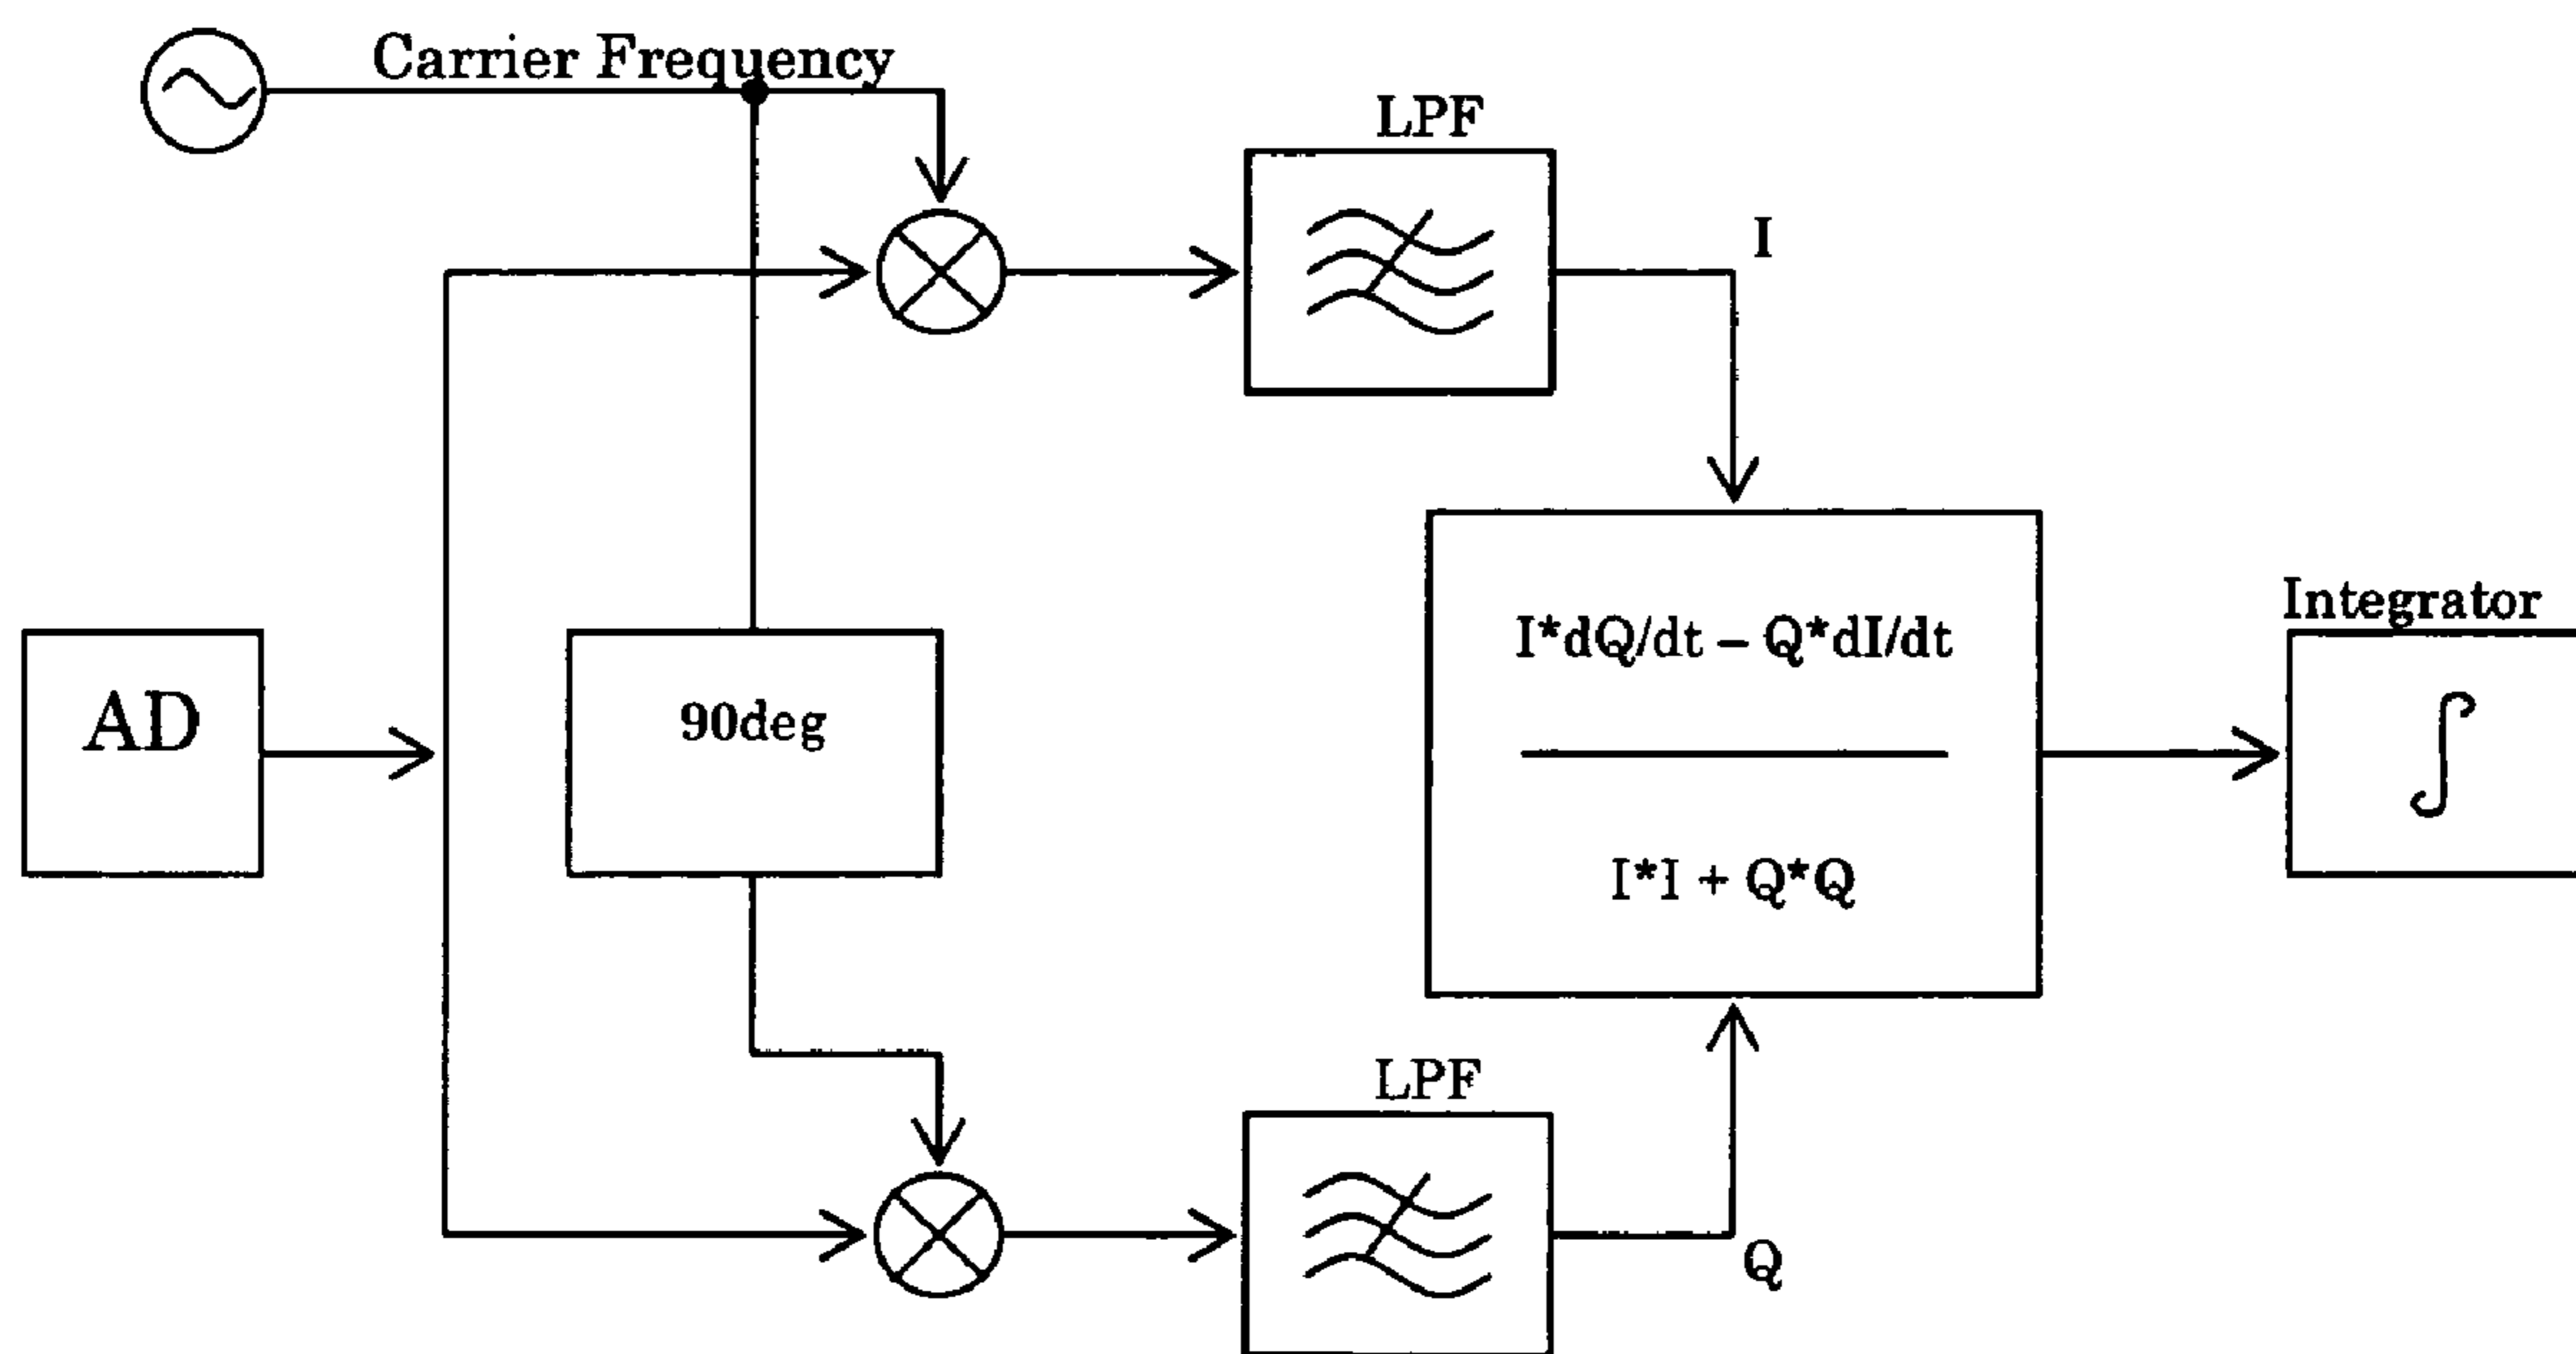 Carrier Frequency
LPF
I
AD
90deg
I*dQ/dt – Q*dI/dt
I*I + Q*Q
Integrator
∫
LPF
Q